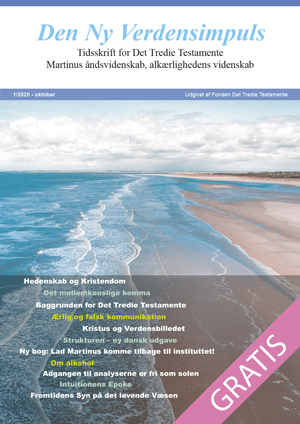 Den Ny Verdensimpuls
Tidsskrift for Det Tredie Testamente
Martinus åndsvidenskab, alkærlighedens videnskab
1/2020 - oktober
Udgivet af Fonden Det Tredie Testamente
Hedenskab og Kristendom
Det mellemkonslige komma
Baggrunden for Det Tredie Testamente
Ærlig og falsk kommunikation
Kristus og Verdensbilledet
Strukturen – ny dansk udgave
Ny bog: Lad Martinus komme tilbage til instituttet!
Om alkohol
Adgangen til analyserne er fri som solen
Intuitionens Epoke
Fremtidens Syn på det levende Væsen
GRATIS